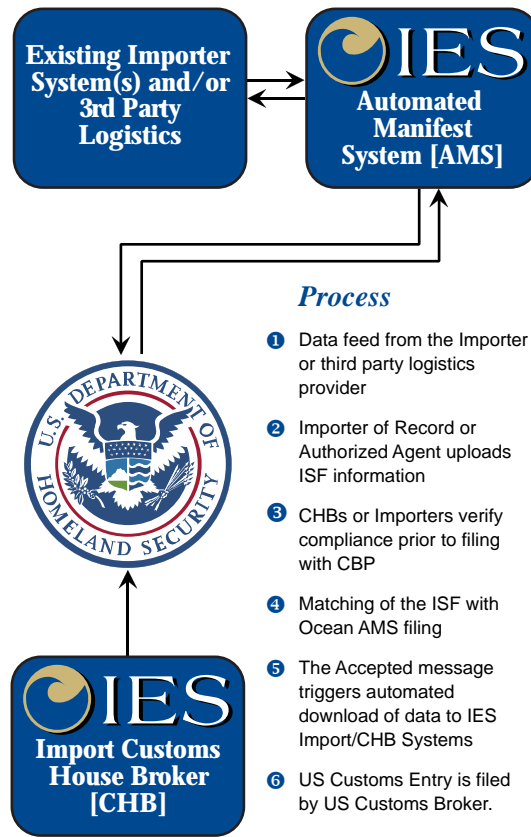 Existing Importer
System(s) and/or
3rd Party
Logistics
IES
Automated
Manifest
System [AMS]
U.S. DEPARTMENT OF
HOMELAND SECURITY
Process
1 Data feed from the Importer
or third party logistics
provider
2 Importer of Record or
Authorized Agent uploads
ISF information
3 CHBs or Importers verify
compliance prior to filing
with CBP
4 Matching of the ISF with
Ocean AMS filing
5 The Accepted message
triggers automated
download of data to IES
Import/CHB Systems
6 US Customs Entry is filed
by US Customs Broker.
IES
Import Customs
House Broker
[CHB]